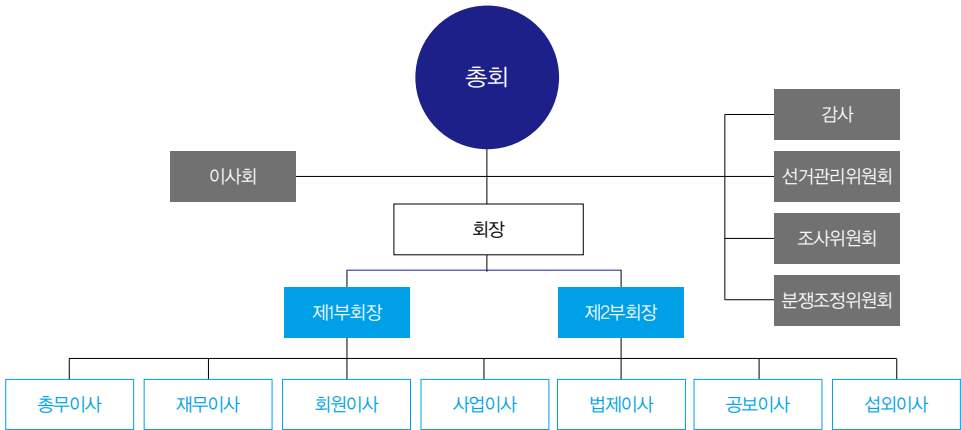 총회
감사
이사회
선거관리위원회
회장
조사위원회
제1부회장
제2부회장
분쟁조정위원회
총무이사
재무이사
회원이사
사업이사
법제이사
공보이사
섭외이사